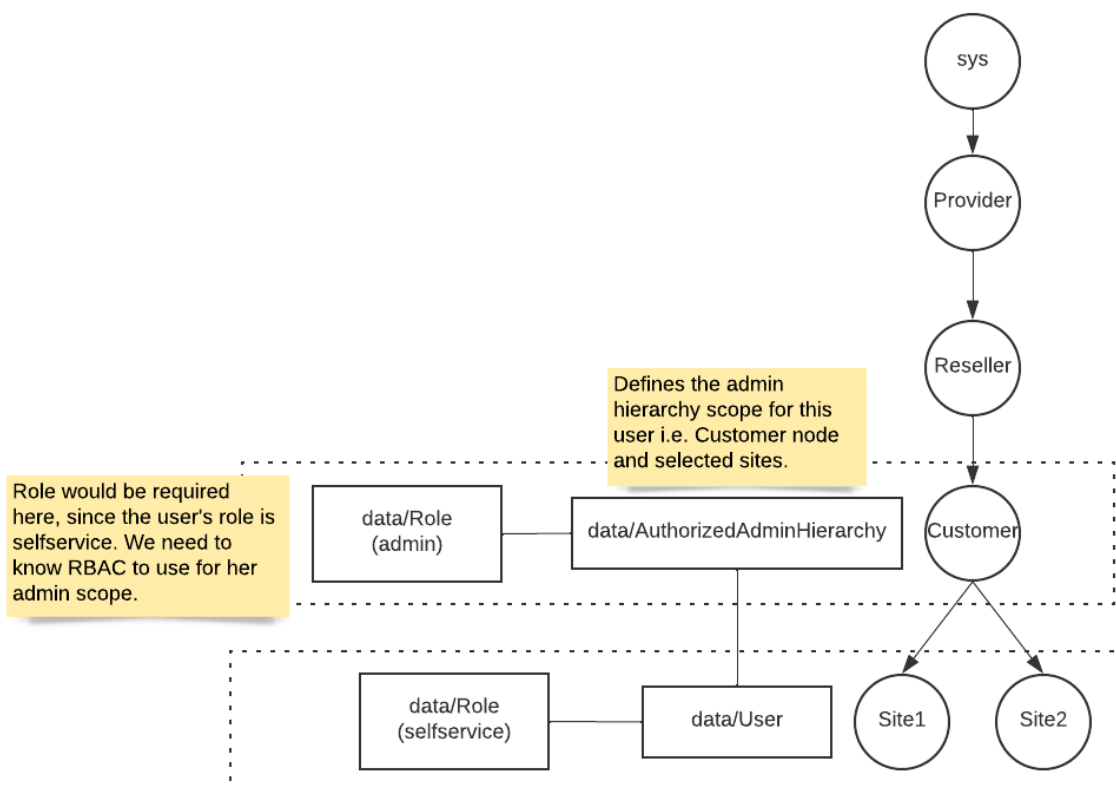 sys
Provider
Reseller
Defines the admin
hierarchy scope for this
user i.e. Customer node
and selected sites.
Role would be required
here, since the user's role is
selfservice. We need to
know RBAC to use for her
admin scope.
data/Role
(admin)
data/AuthorizedAdminHierarchy
Customer
data/Role
(selfservice)
data/User
Site1
Site2